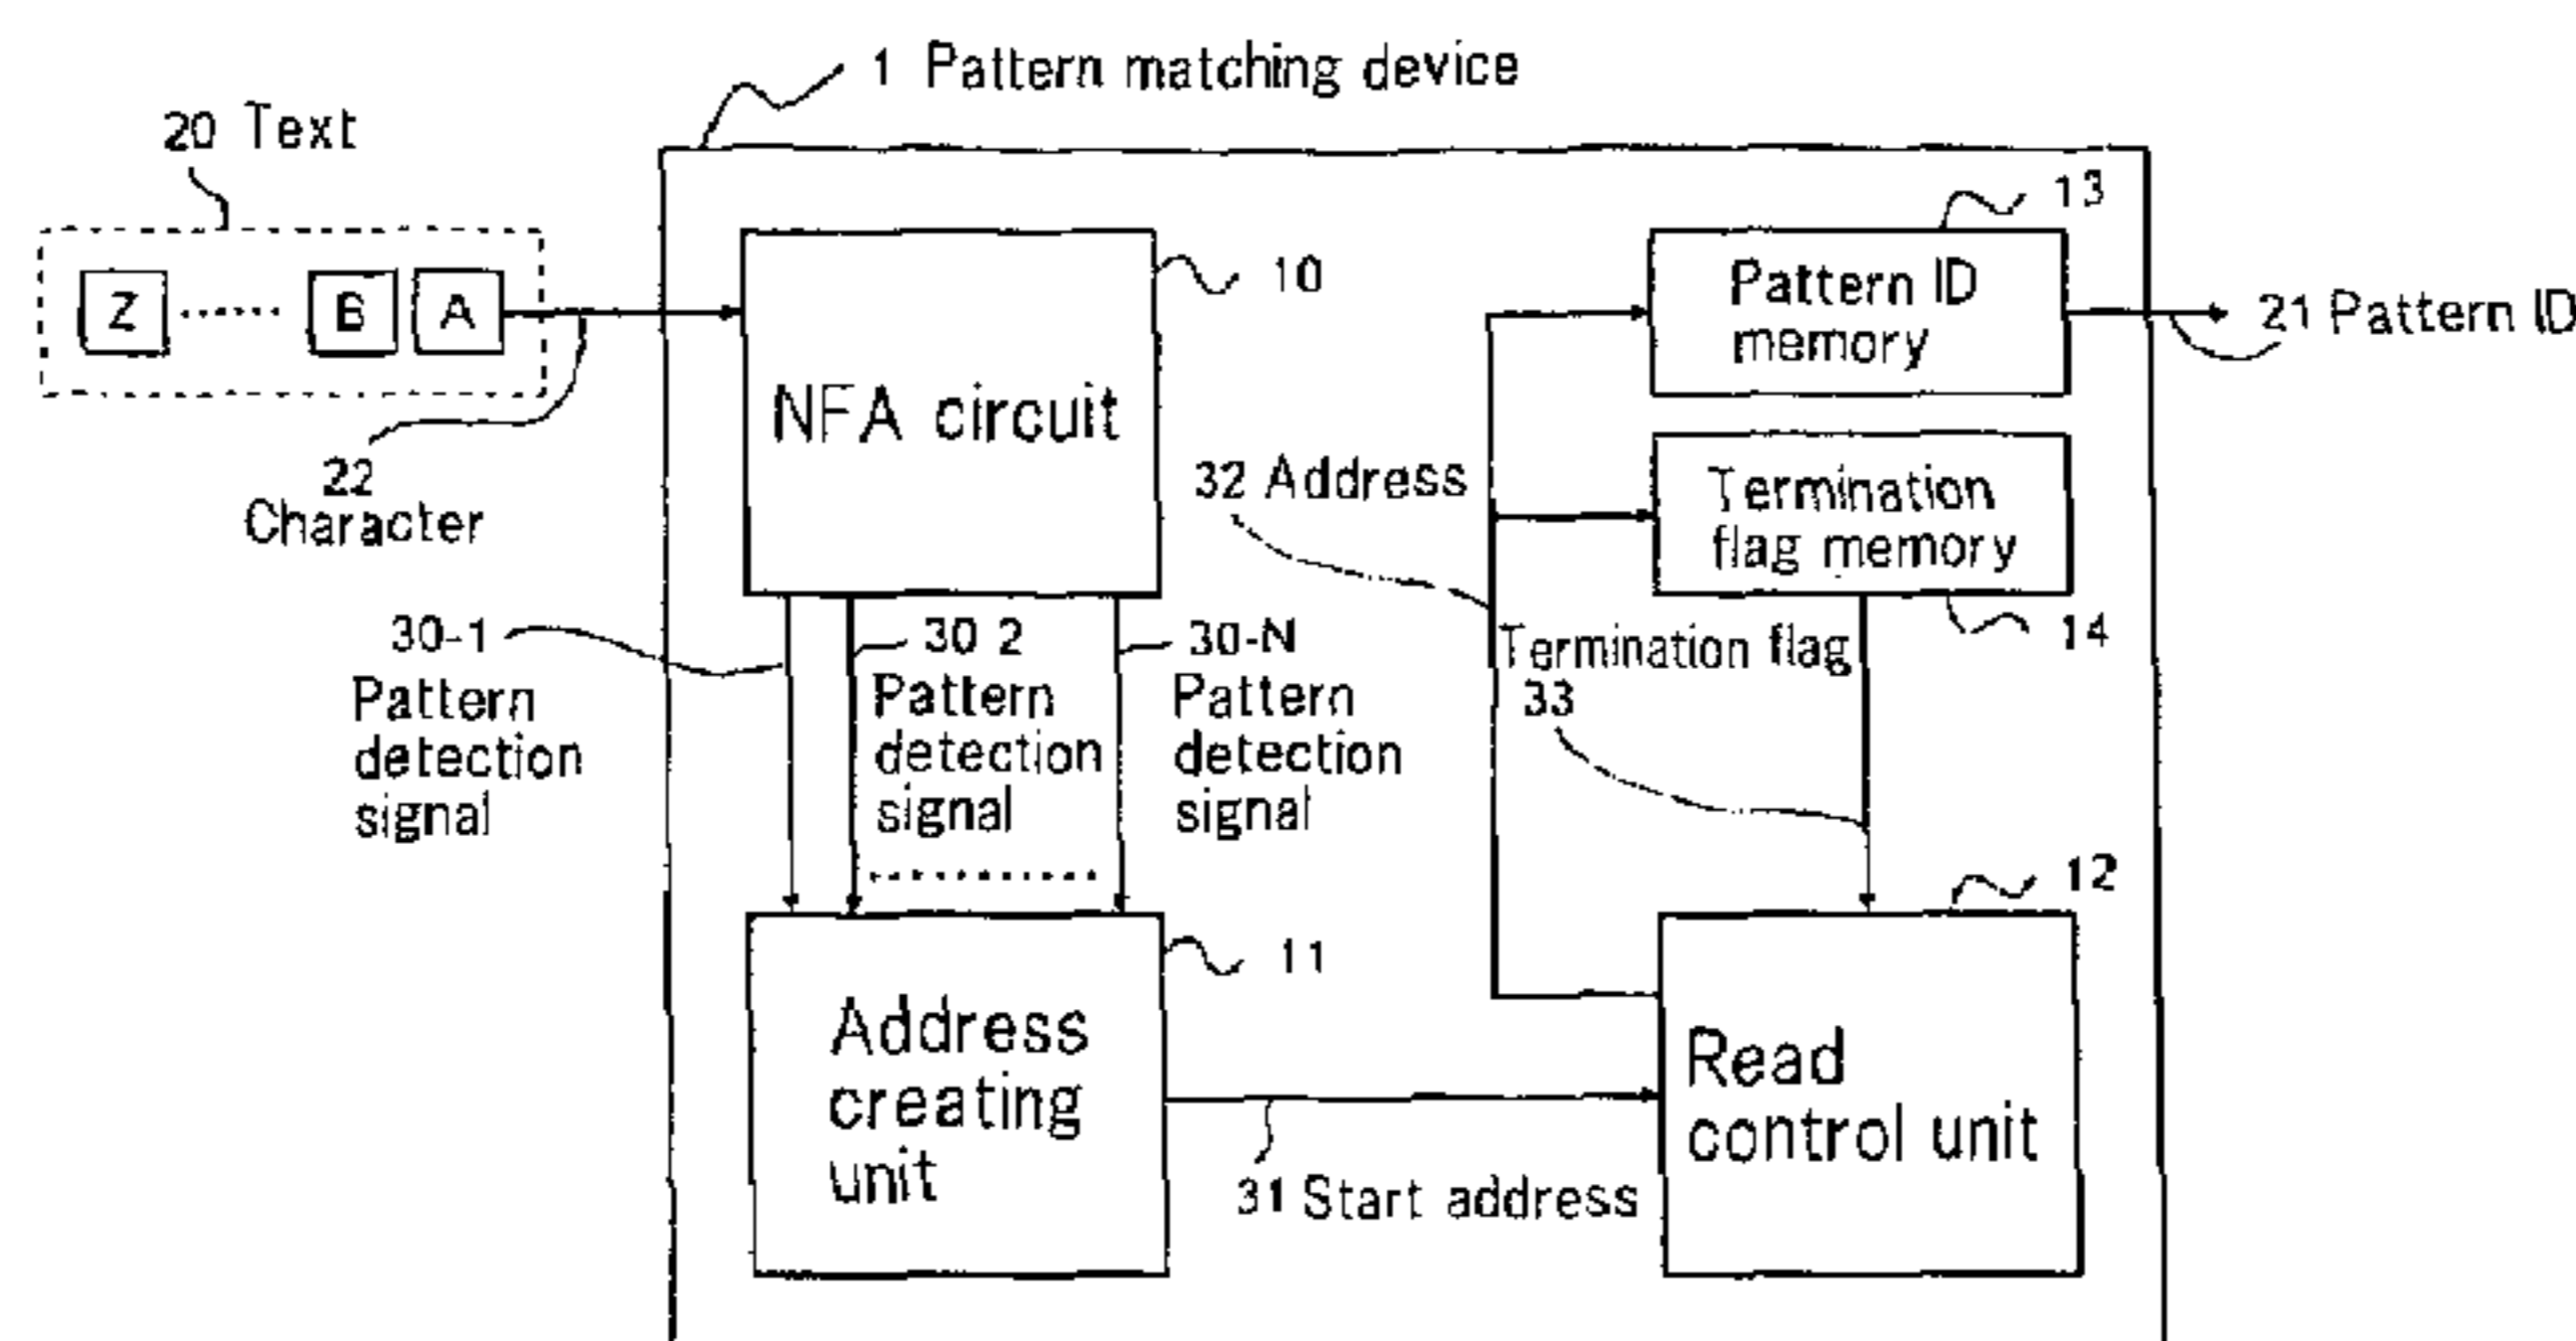 1 Pattern matching device
20 Text
13
Z ······ B A
10
Pattern ID
memory
21 Pattern ID
NFA circuit
22
Character
32 Address
Termination
flag memory
14
30-1
Pattern
detection
signal
30 2
Pattern
detection
signal
30-N
Pattern
detection
signal
Termination flag
33
12
11
Address
creating
unit
Read
control unit
31 Start address